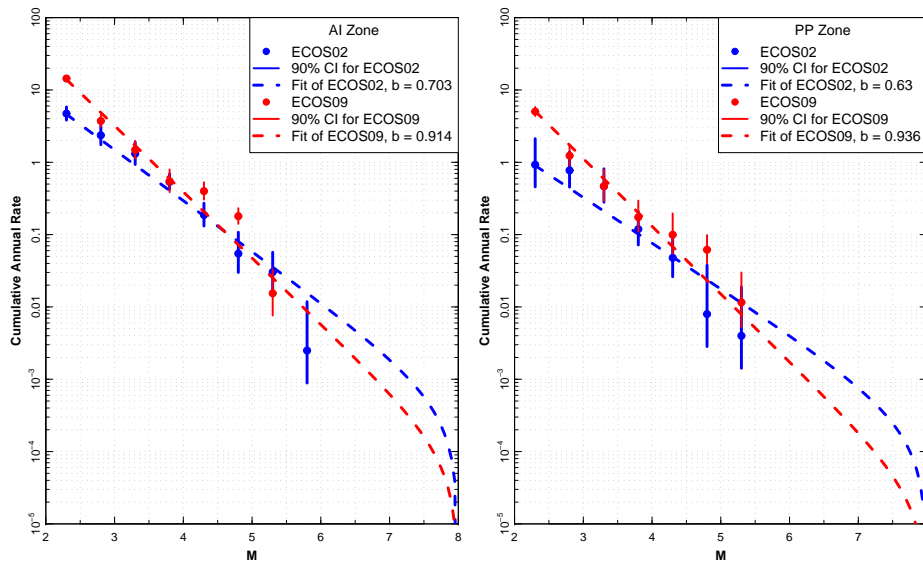 AI Zone
ECOS02
90% CI for ECOS02
Fit of ECOS02, b = 0.703
ECOS09
90% CI for ECOS09
Fit of ECOS09, b = 0.914
Cumulative Annual Rate
100
10
1
0.1
0.01
10⁻³
10⁻⁴
10⁻⁵
2 3 4 5 6 7 8
M
PP Zone
ECOS02
90% CI for ECOS02
Fit of ECOS02, b = 0.63
ECOS09
90% CI for ECOS09
Fit of ECOS09, b = 0.936
Cumulative Annual Rate
100
10
1
0.1
0.01
10⁻³
10⁻⁴
10⁻⁵
2 3 4 5 6 7
M